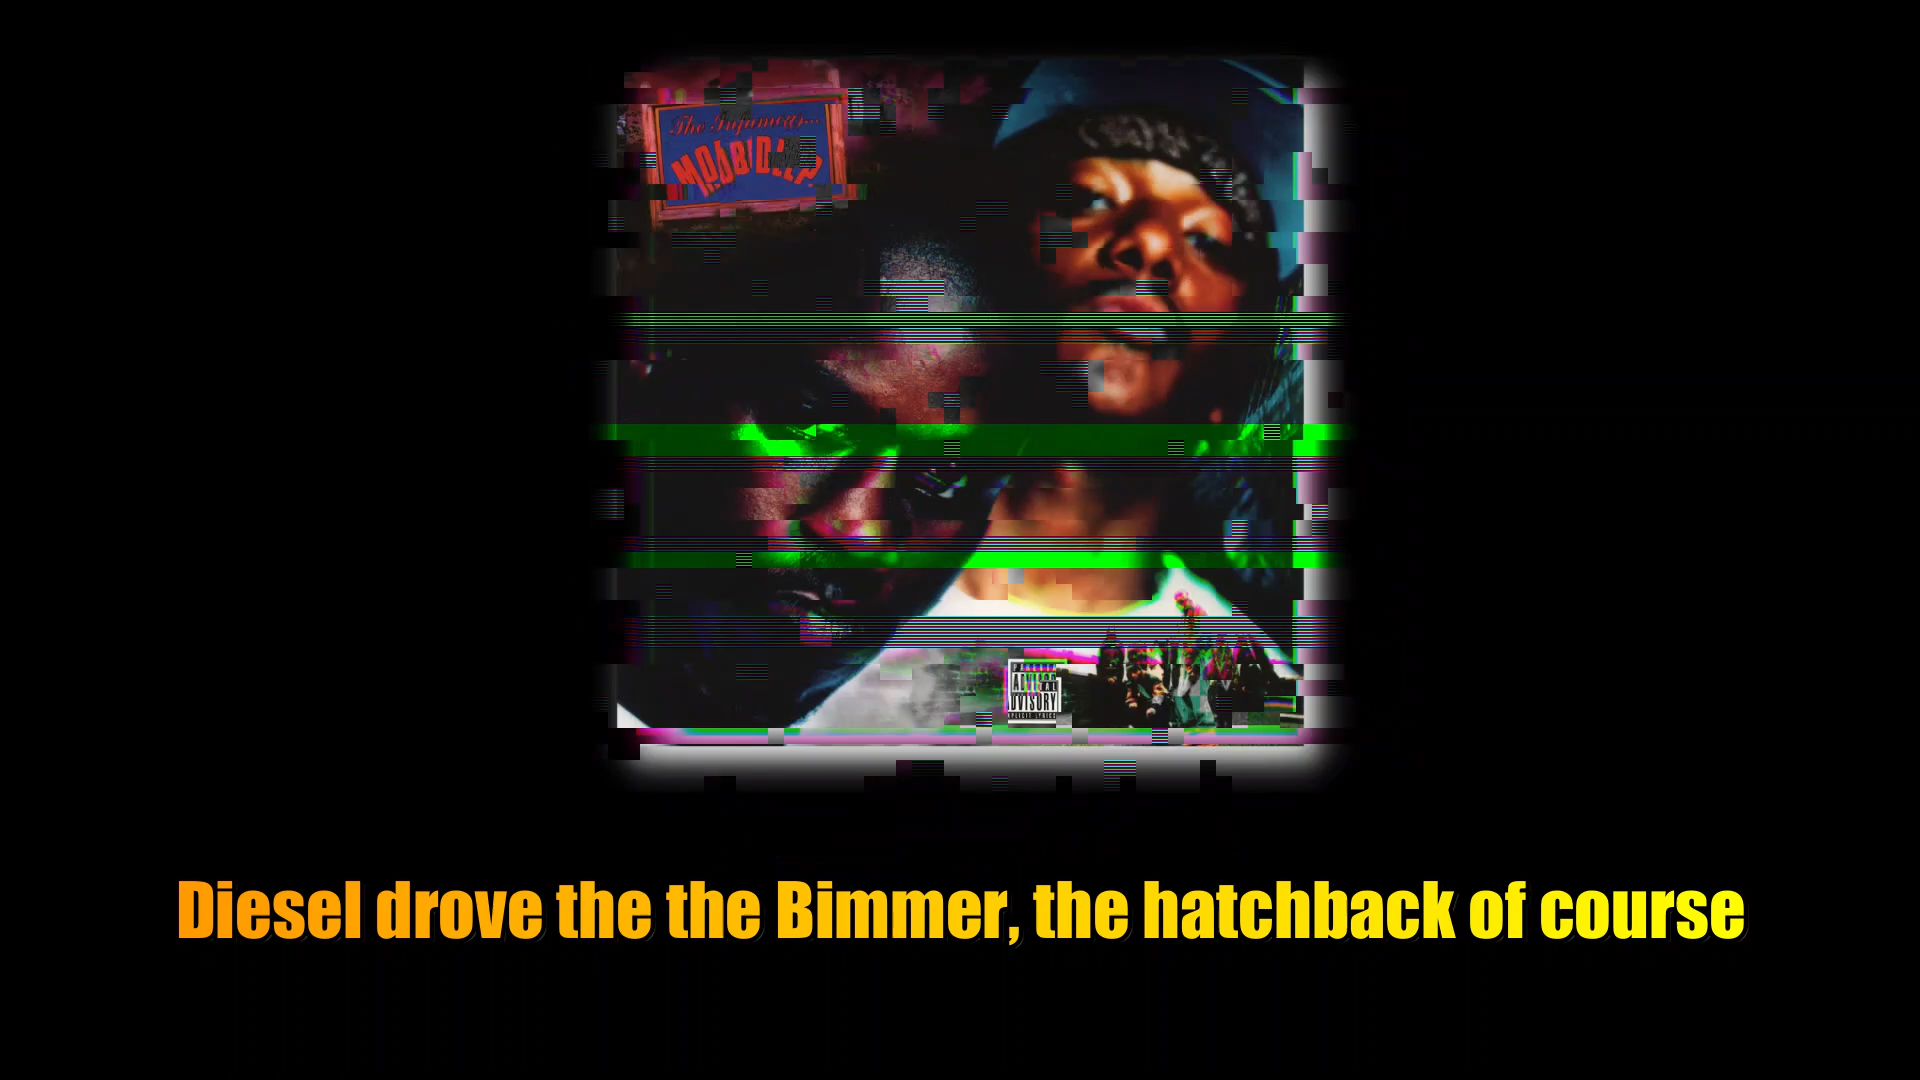 The Infamous...
MOBB DEEP
PARENTAL
ADVISORY
EXPLICIT LYRICS
Diesel drove the the Bimmer, the hatchback of course